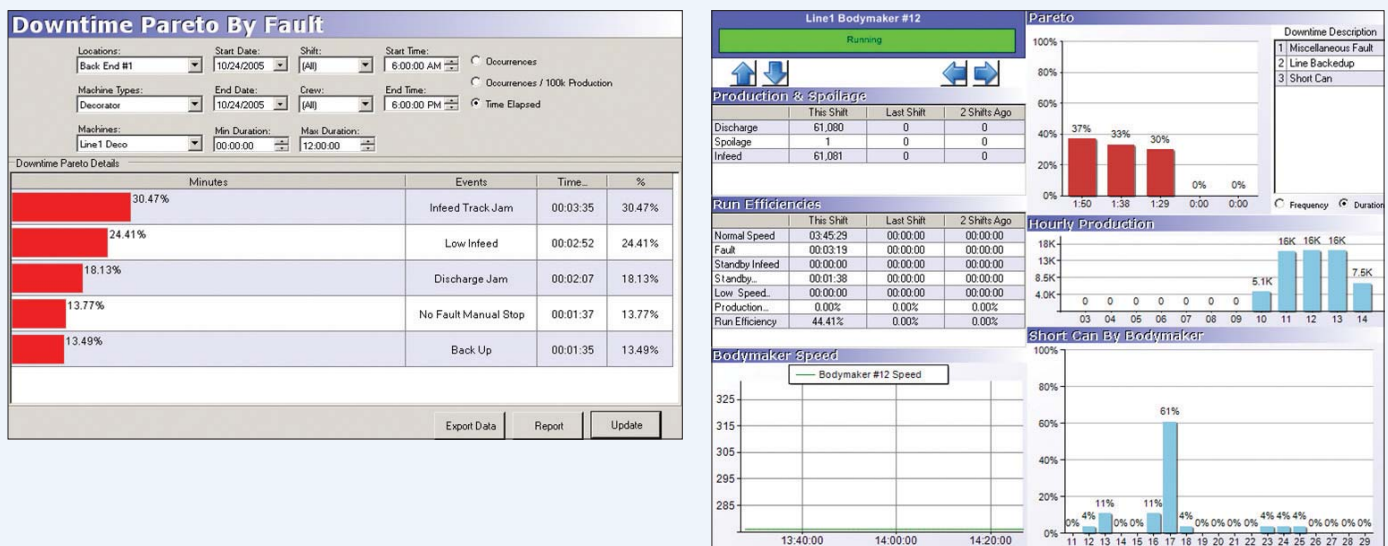 Downtime Pareto By Fault
Locations: Start Date: Shift: Start Time:
Back End #1 10/24/2005 (All) 6:00:00 AM Occurrences
Occurrences / 100k Production
Machine Types: End Date: Crew: End Time:
Decorator 10/24/2005 (All) 6:00:00 PM Time Elapsed
Machines: Min Duration: Max Duration:
Line1 Deco 00:00:00 12:00:00
Downtime Pareto Details
Minutes Events Time... %
30.47% Infeed Track Jam 00:03:35 30.47%
24.41% Low Infeed 00:02:52 24.41%
18.13% Discharge Jam 00:02:07 18.13%
13.77% No Fault Manual Stop 00:01:37 13.77%
13.49% Back Up 00:01:35 13.49%
Export Data Report Update
Line1 Bodymaker #12
Running
Production & Spoilage
This Shift Last Shift 2 Shifts Ago
Discharge 61,080 0 0
Spoilage 1 0 0
Infeed 61,081 0 0
Run Efficiencies
This Shift Last Shift 2 Shifts Ago
Normal Speed 03:45:29 00:00:00 00:00:00
Fault 00:03:19 00:00:00 00:00:00
Standby Infeed 00:00:00 00:00:00 00:00:00
Standby... 00:01:38 00:00:00 00:00:00
Low Speed.. 00:00:00 00:00:00 00:00:00
Production... 0.00% 0.00% 0.00%
Run Efficiency 44.41% 0.00% 0.00%
Bodymaker Speed
Bodymaker #12 Speed
325
315
305
295
285
13:40:00 14:00:00 14:20:00
Pareto
Downtime Description
1 Miscellaneous Fault
2 Line Backedup
3 Short Can
100%
80%
60%
40%
20%
0%
37% 33% 30% 0% 0%
1:50 1:38 1:29 0:00 0:00
Frequency Duration
Hourly Production
18K
13K
8.5K
4.0K
0 0 0 0 0 0 0 5.1K 16K 16K 16K 7.5K
03 04 05 06 07 08 09 10 11 12 13 14
Short Can By Bodymaker
100%
80%
60%
40%
20%
0%
0% 4% 11% 0% 0% 11% 61% 4% 0% 0% 0% 0% 4% 4% 4% 0% 0% 0% 0%
11 12 13 14 15 16 17 18 19 20 21 22 23 24 25 26 27 28 29